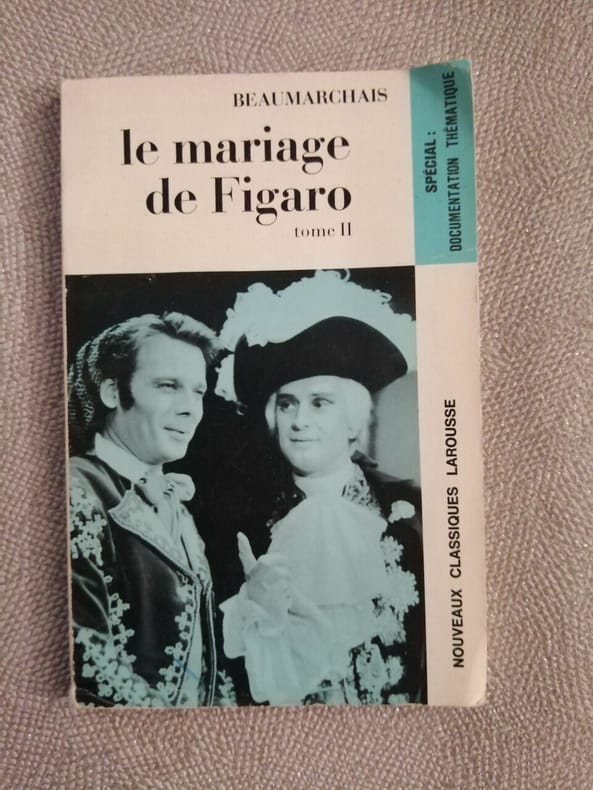 BEAUMARCHAIS
le mariage
de Figaro
tome II
SPÉCIAL :
DOCUMENTATION THÉMATIQUE
NOUVEAUX CLASSIQUES LAROUSSE